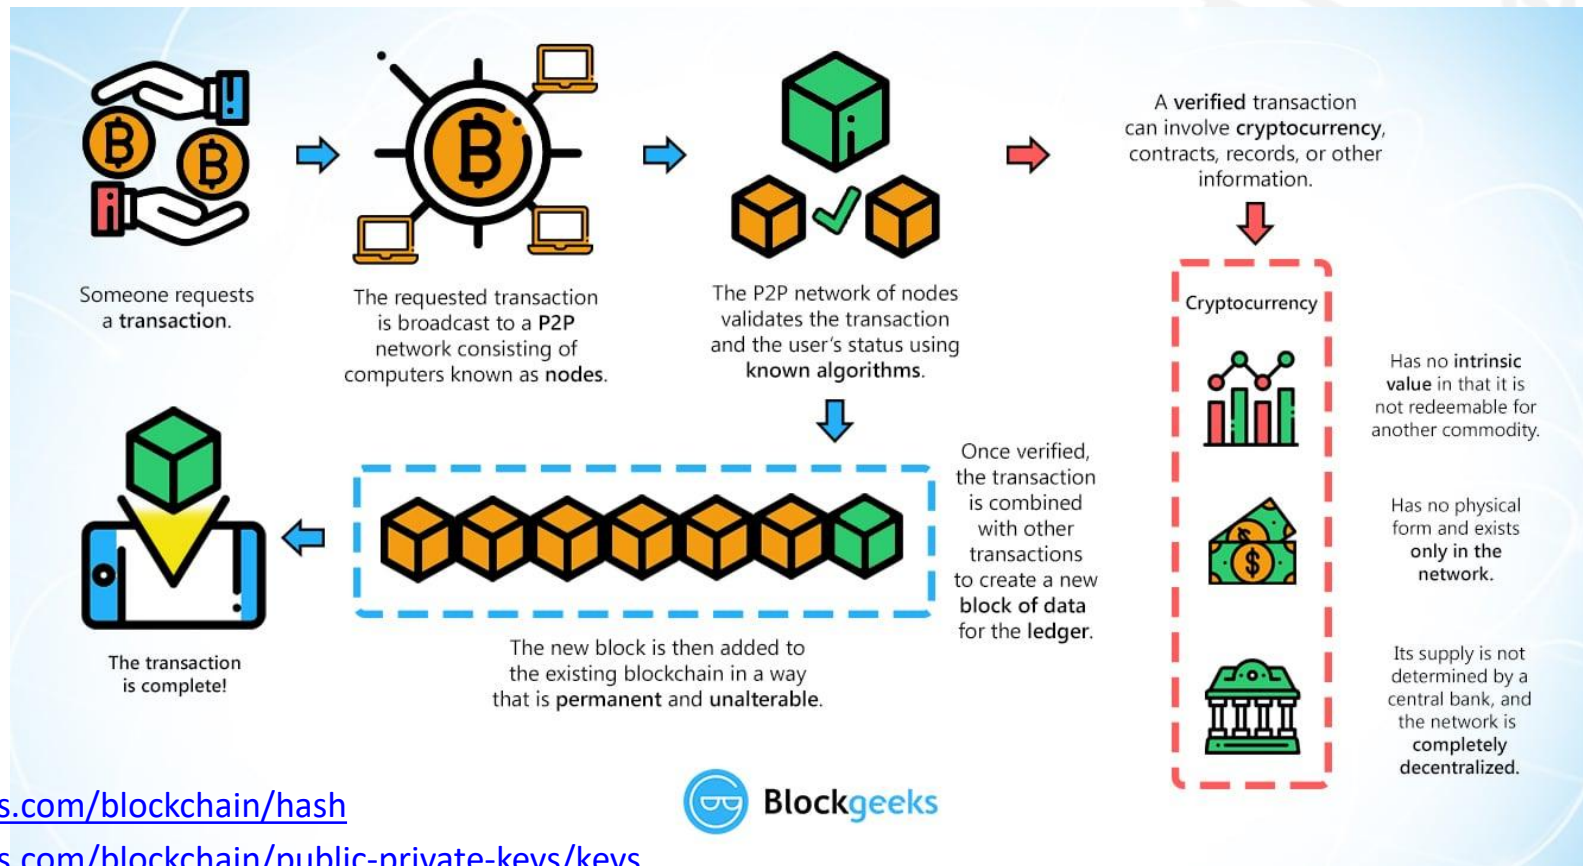 Someone requests
a transaction.
The requested transaction
is broadcast to a P2P
network consisting of
computers known as nodes.
The P2P network of nodes
validates the transaction
and the user's status using
known algorithms.
A verified transaction
can involve cryptocurrency,
contracts, records, or other
information.
Cryptocurrency
Has no intrinsic
value in that it is
not redeemable for
another commodity.
Has no physical
form and exists
only in the
network.
Its supply is not
determined by a
central bank, and
the network is
completely
decentralized.
Once verified,
the transaction
is combined
with other
transactions
to create a new
block of data
for the ledger.
The new block is then added to
the existing blockchain in a way
that is permanent and unalterable.
The transaction
is complete!
Blockgeeks
s.com/blockchain/hash
s.com/blockchain/public-private-keys/keys